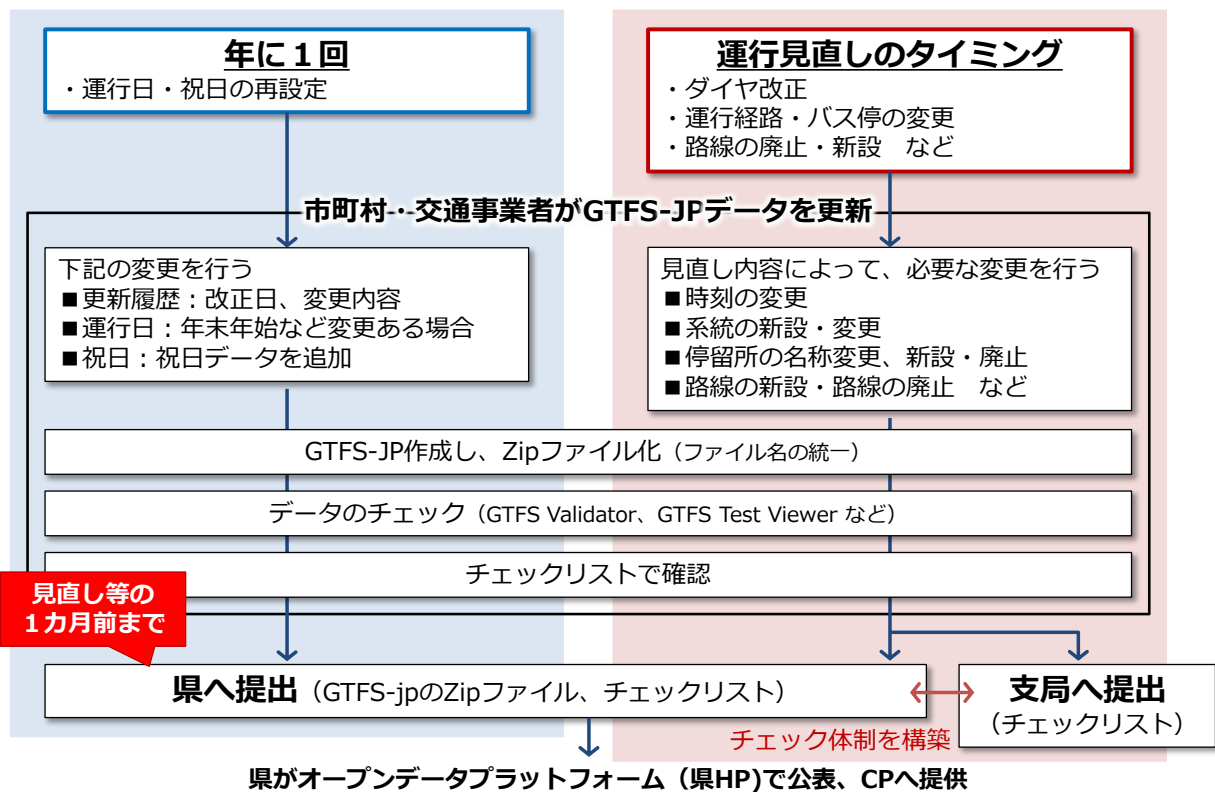 年に１回
・運行日・祝日の再設定
運行見直しのタイミング
・ダイヤ改正
・運行経路・バス停の変更
・路線の廃止・新設　など
市町村・交通事業者がGTFS-JPデータを更新
下記の変更を行う
■更新履歴：改正日、変更内容
■運行日：年末年始など変更ある場合
■祝日：祝日データを追加
見直し内容によって、必要な変更を行う
■時刻の変更
■系統の新設・変更
■停留所の名称変更、新設・廃止
■路線の新設・路線の廃止　など
GTFS-JP作成し、Zipファイル化（ファイル名の統一）
データのチェック（GTFS Validator、GTFS Test Viewer など）
チェックリストで確認
見直し等の
１カ月前まで
県へ提出（GTFS-jpのZipファイル、チェックリスト）
支局へ提出
（チェックリスト）
チェック体制を構築
県がオープンデータプラットフォーム（県HP)で公表、CPへ提供